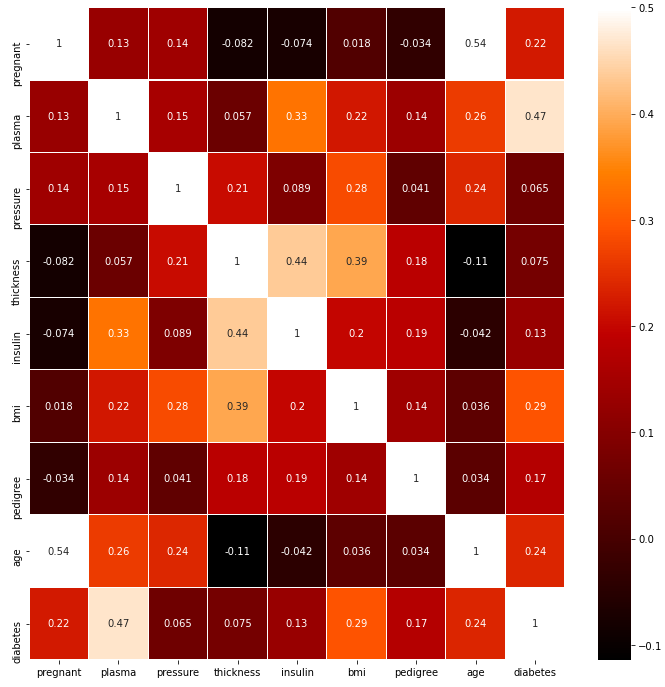 pregnant 1 0.13 0.14 -0.082 -0.074 0.018 -0.034 0.54 0.22
plasma 0.13 1 0.15 0.057 0.33 0.22 0.14 0.26 0.47
pressure 0.14 0.15 1 0.21 0.089 0.28 0.041 0.24 0.065
thickness -0.082 0.057 0.21 1 0.44 0.39 0.18 -0.11 0.075
insulin -0.074 0.33 0.089 0.44 1 0.2 0.19 -0.042 0.13
bmi 0.018 0.22 0.28 0.39 0.2 1 0.14 0.036 0.29
pedigree -0.034 0.14 0.041 0.18 0.19 0.14 1 0.034 0.17
age 0.54 0.26 0.24 -0.11 -0.042 0.036 0.034 1 0.24
diabetes 0.22 0.47 0.065 0.075 0.13 0.29 0.17 0.24 1
pregnant plasma pressure thickness insulin bmi pedigree age diabetes
0.5
0.4
0.3
0.2
0.1
0.0
−0.1